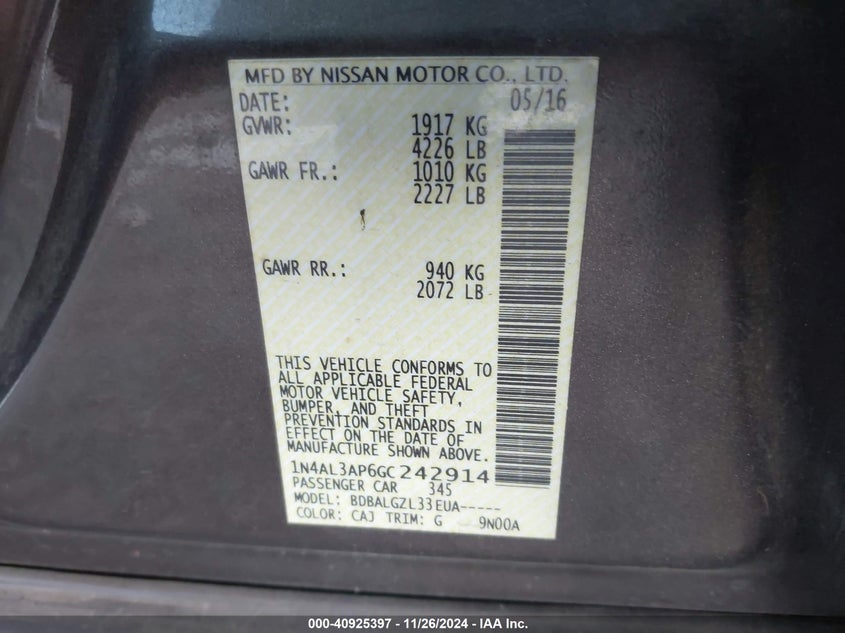 MFD BY NISSAN MOTOR CO., LTD.
DATE: 05/16
GVWR: 1917 KG
4226 LB
GAWR FR.: 1010 KG
2227 LB
GAWR RR.: 940 KG
2072 LB
THIS VEHICLE CONFORMS TO
ALL APPLICABLE FEDERAL
MOTOR VEHICLE SAFETY,
BUMPER, AND THEFT
PREVENTION STANDARDS IN
EFFECT ON THE DATE OF
MANUFACTURE SHOWN ABOVE.
1N4AL3AP6GC242914
PASSENGER CAR 345
MODEL: BDBALGZL33EUA-----
COLOR: CAJ TRIM: G 9N00A
000-40925397 - 11/26/2024 - IAA Inc.